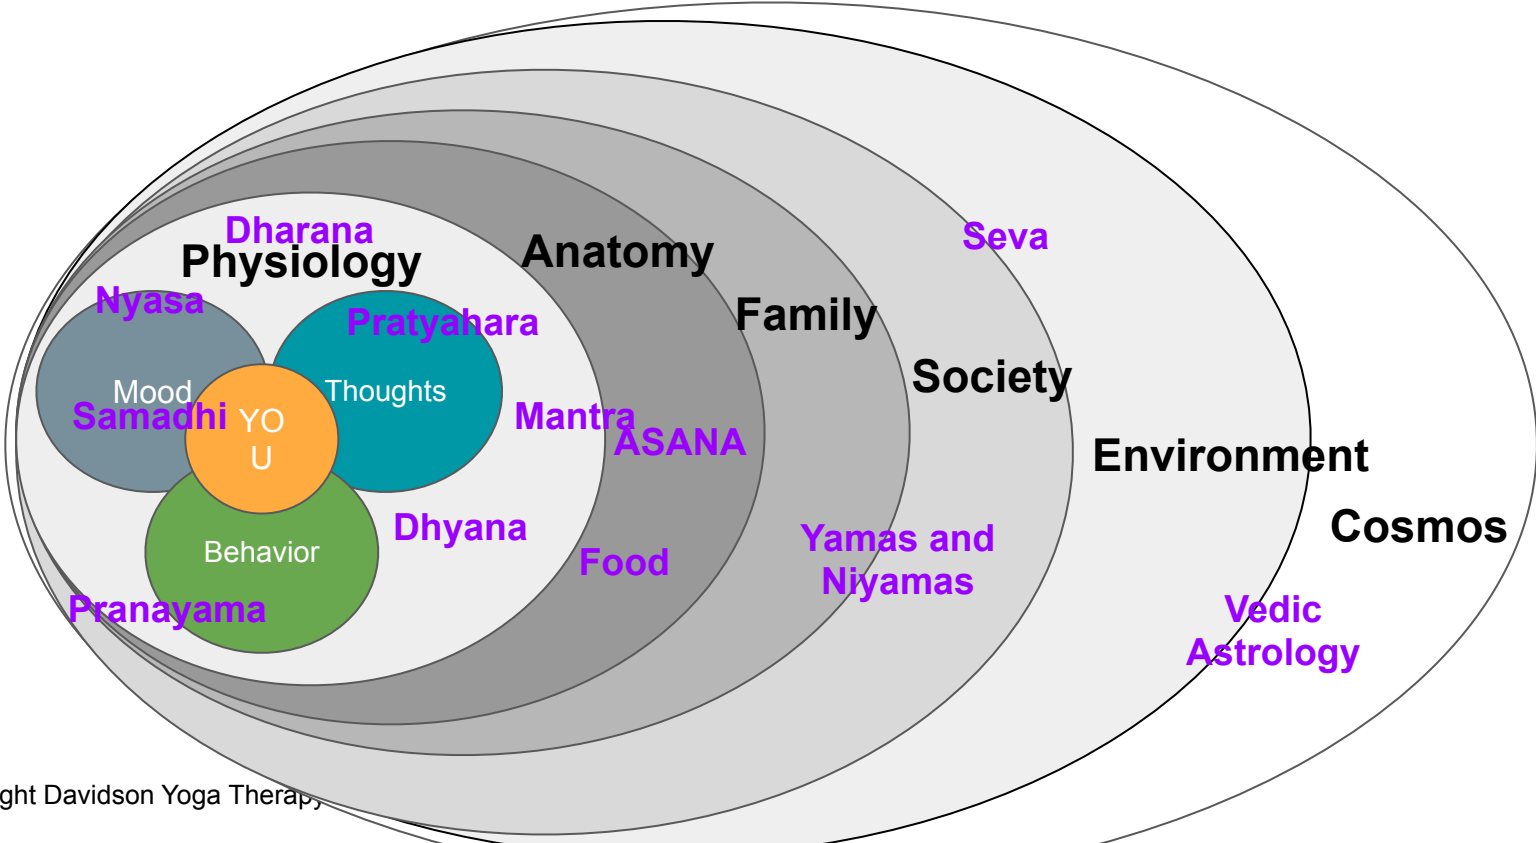 Dharana
Physiology
Anatomy
Seva
Nyasa
Pratyahara
Family
Mood
Thoughts
Society
Samadhi
YO
U
Mantra
ASANA
Environment
Behavior
Dhyana
Food
Yamas and
Niyamas
Cosmos
Pranayama
Vedic
Astrology
ght Davidson Yoga Therapy